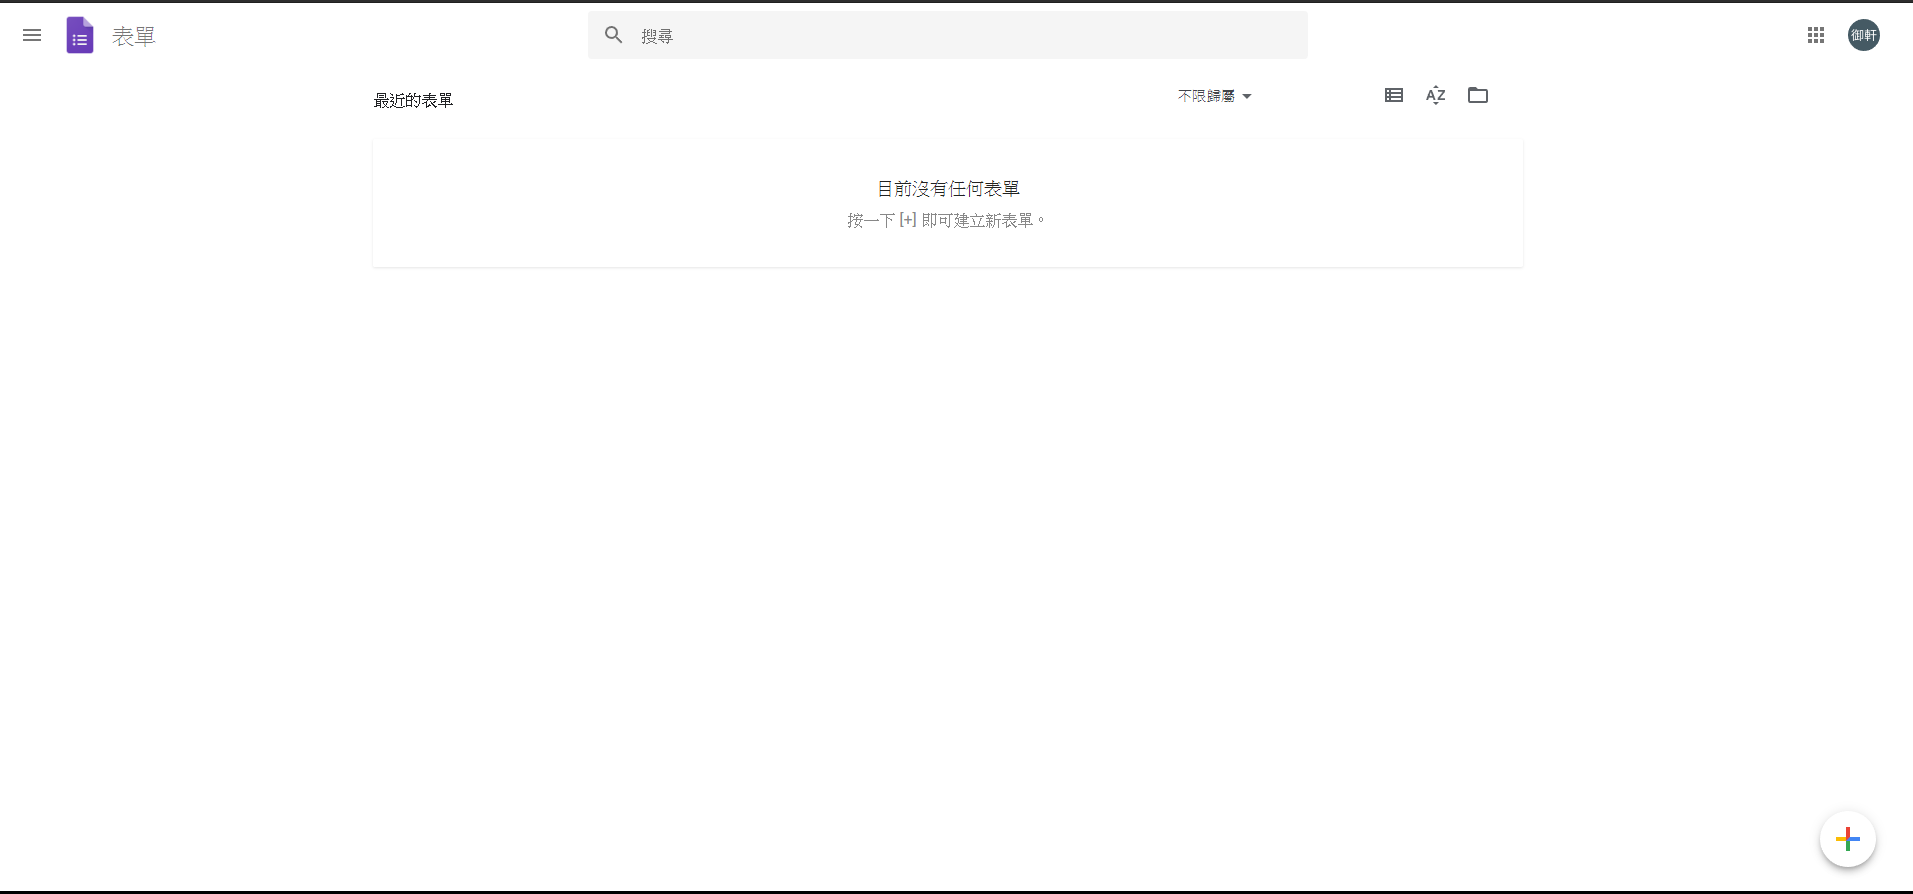 表單
搜尋
御軒
最近的表單
不限歸屬
AZ
目前沒有任何表單
按一下 [+] 即可建立新表單。